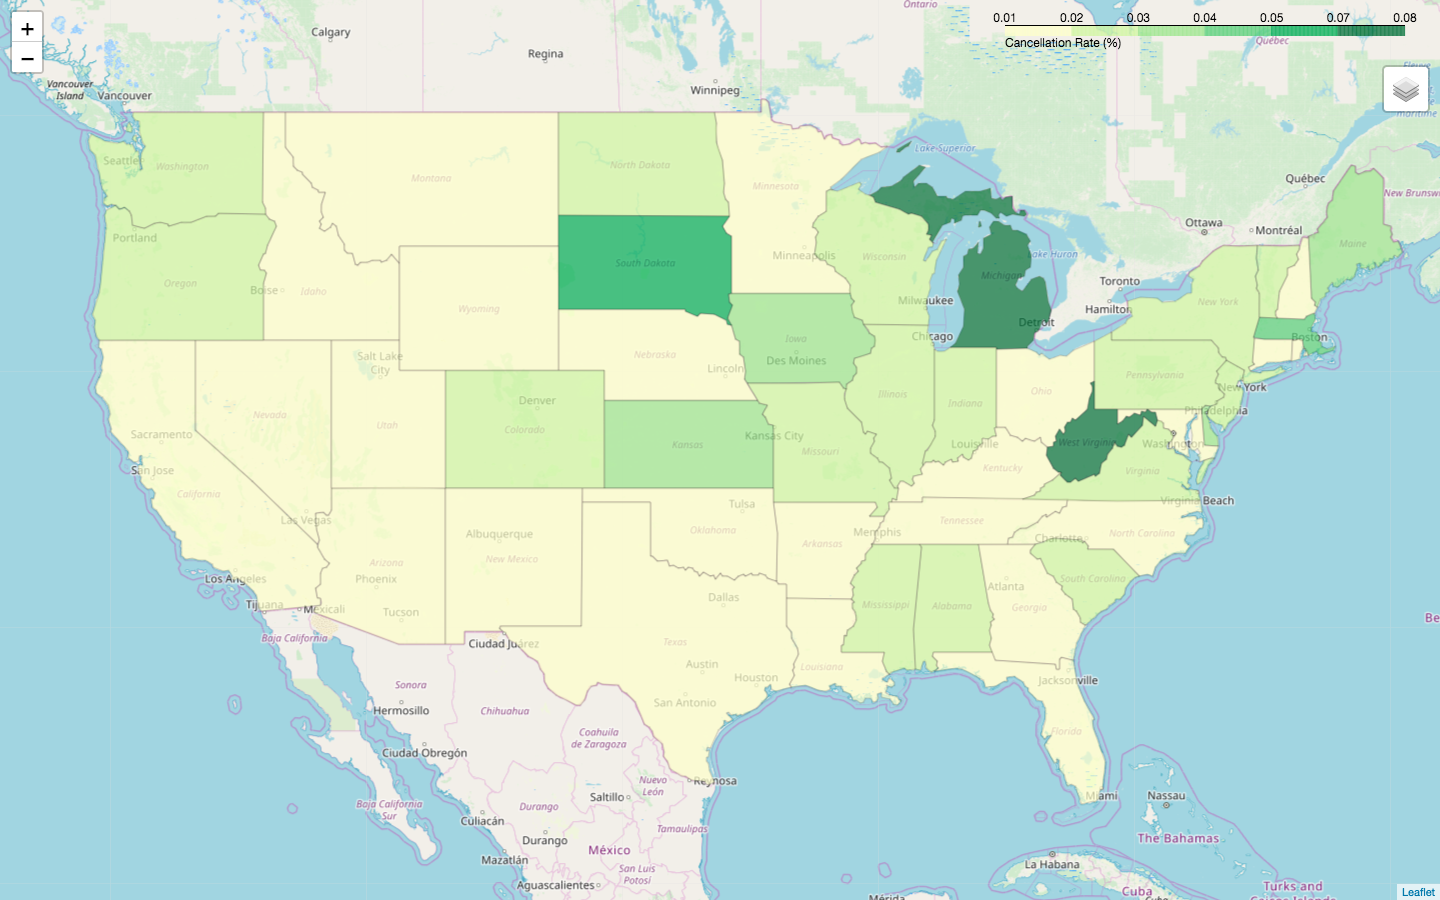 +
−
0.01 0.02 0.03 0.04 0.05 0.07 0.08
Cancellation Rate (%)
Ontario
Calgary
Regina
Winnipeg
Québec
Vancouver
Island
Vancouver
Lake Superior
Québec
New Brunsw
Ottawa
Montréal
Seattle
Washington
Montana
North Dakota
Minnesota
Maine
Portland
Oregon
Boise
Idaho
Wyoming
South Dakota
Minneapolis
Wisconsin
Milwaukee
Lake Huron
Michigan
Detroit
Toronto
Hamilton
New York
Boston
Chicago
Iowa
Des Moines
Salt Lake
City
Nebraska
Lincoln
Illinois
Indiana
Ohio
Pennsylvania
New York
Philadelphia
Nevada
Utah
Denver
Colorado
Kansas
Kansas City
Missouri
Louisville
Kentucky
West Virginia
Virginia
Virginia Beach
Sacramento
San Jose
California
Las Vegas
Albuquerque
New Mexico
Arizona
Phoenix
Tucson
Tulsa
Oklahoma
Arkansas
Memphis
Tennessee
Charlotte
North Carolina
South Carolina
Atlanta
Georgia
Mississippi
Alabama
Los Angeles
Tijuana
Mexicali
Baja California
Ciudad Juárez
Dallas
Texas
Austin
Houston
San Antonio
Louisiana
Jacksonville
Florida
Miami
Be
Sonora
Hermosillo
Chihuahua
Ciudad Obregón
Coahuila
de Zaragoza
Nuevo
León
Reynosa
Saltillo
Tamaulipas
Baja California
Sur
Culiacán
Durango
Durango
Mazatlán
México
San Luis
Potosí
Aguascalientes
Mérida
Nassau
The Bahamas
La Habana
Cuba
Turks and
Leaflet